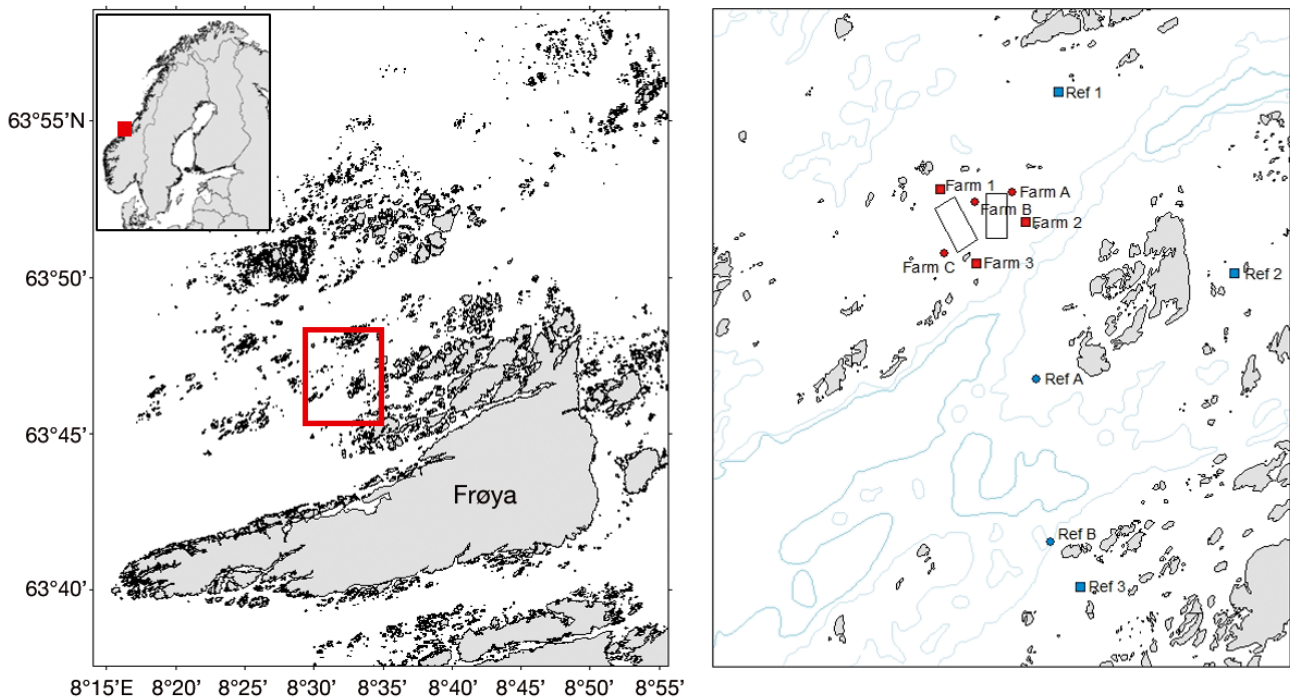 63°55'N
63°50'
63°45'
63°40'
8°15'E 8°20' 8°25' 8°30' 8°35' 8°40' 8°45' 8°50' 8°55'
Frøya
Ref 1
Farm 1
Farm A
Farm B
Farm 2
Farm C
Farm 3
Ref 2
Ref A
Ref B
Ref 3